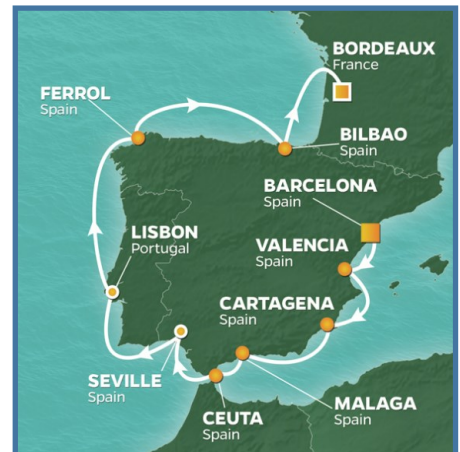 BORDEAUX
France
FERROL
Spain
BILBAO
Spain
BARCELONA
Spain
LISBON
Portugal
VALENCIA
Spain
CARTAGENA
Spain
SEVILLE
Spain
MALAGA
Spain
CEUTA
Spain